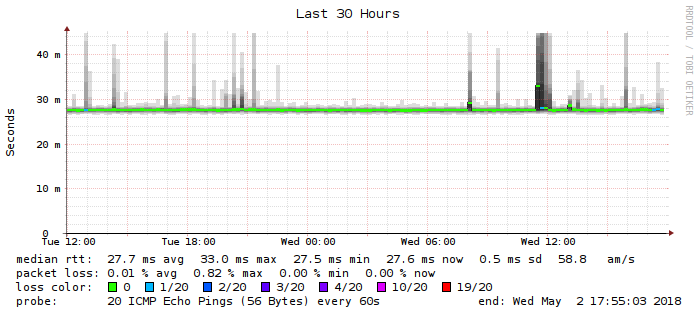 Last 30 Hours
RRDTOOL / TOBI OETIKER
Seconds
40 m
30 m
20 m
10 m
0
Tue 12:00 Tue 18:00 Wed 00:00 Wed 06:00 Wed 12:00
median rtt: 27.7 ms avg 33.0 ms max 27.5 ms min 27.6 ms now 0.5 ms sd 58.8 am/s
packet loss: 0.01 % avg 0.82 % max 0.00 % min 0.00 % now
loss color: 0 1/20 2/20 3/20 4/20 10/20 19/20
probe: 20 ICMP Echo Pings (56 Bytes) every 60s end: Wed May 2 17:55:03 2018